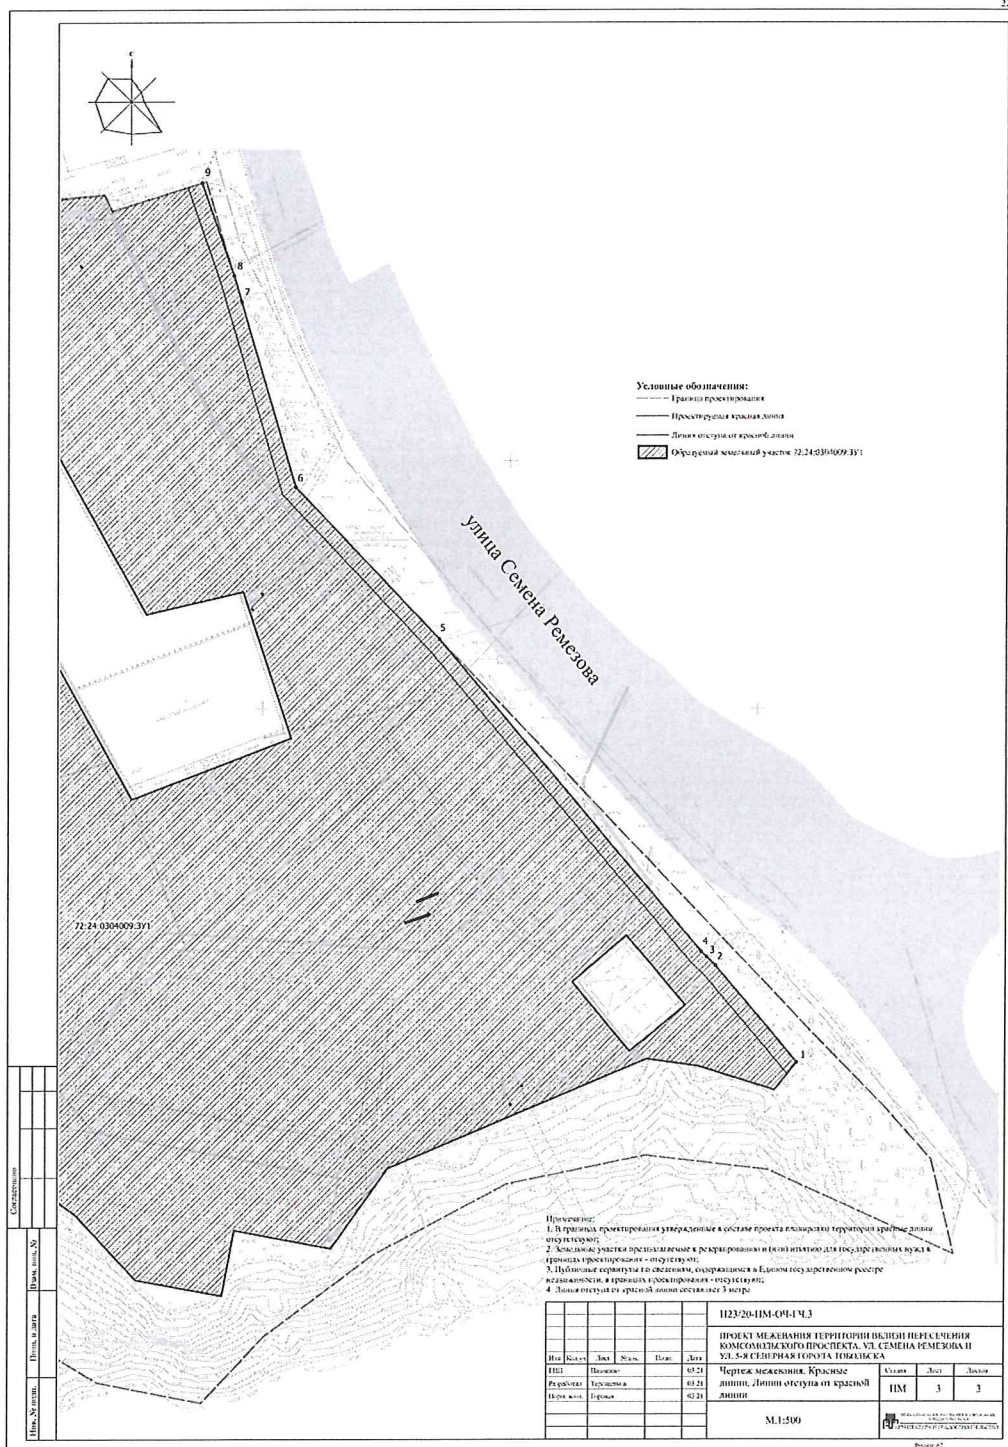 с
9
8
7
6
5
4
3
2
1
Условные обозначения:
Граница проектирования
Проектируемая красная линия
Линия отступа от красной линии
Образуемый земельный участок 72:24:0304009:ЗУ1
улица Семена Ремезова
72:24:0304009:ЗУ1
Примечание:
1. В границах проектирования утвержденные в составе проекта планировки территории красные линии
отсутствуют;
2. Земельные участки предполагаемые к резервированию и (или) изъятию для государственных нужд в
границах проектирования - отсутствуют;
3. Публичные сервитуты по сведениям, содержащимся в Едином государственном реестре
недвижимости, в границах проектирования - отсутствуют;
4. Линия отступа от красной линии составляет 3 метра
Согласовано
Взам. инв. №
Подп. и дата
Инв. № подп.
П23/20-ПМ-ОЧ-ГЧ.3
ПРОЕКТ МЕЖЕВАНИЯ ТЕРРИТОРИИ ВБЛИЗИ ПЕРЕСЕЧЕНИЯ
КОМСОМОЛЬСКОГО ПРОСПЕКТА, УЛ. СЕМЕНА РЕМЕЗОВА И
УЛ. 5-Я СЕВЕРНАЯ ГОРОДА ТОБОЛЬСКА
Изм Кол.уч Лист №док. Подп. Дата
ГИП 03.21
Разработал 03.21
Норм. конт. 03.21
Чертеж межевания. Красные
линии. Линии отступа от красной
линии
Стадия Лист Листов
ПМ 3 3
М.1:500